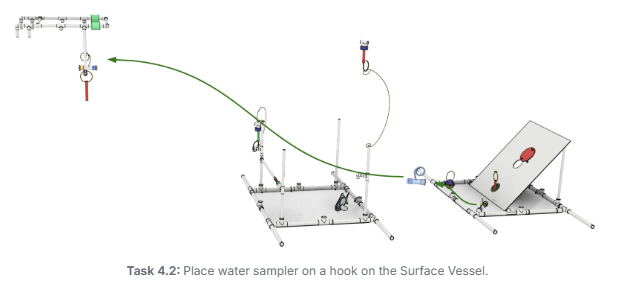 Task 4.2: Place water sampler on a hook on the Surface Vessel.